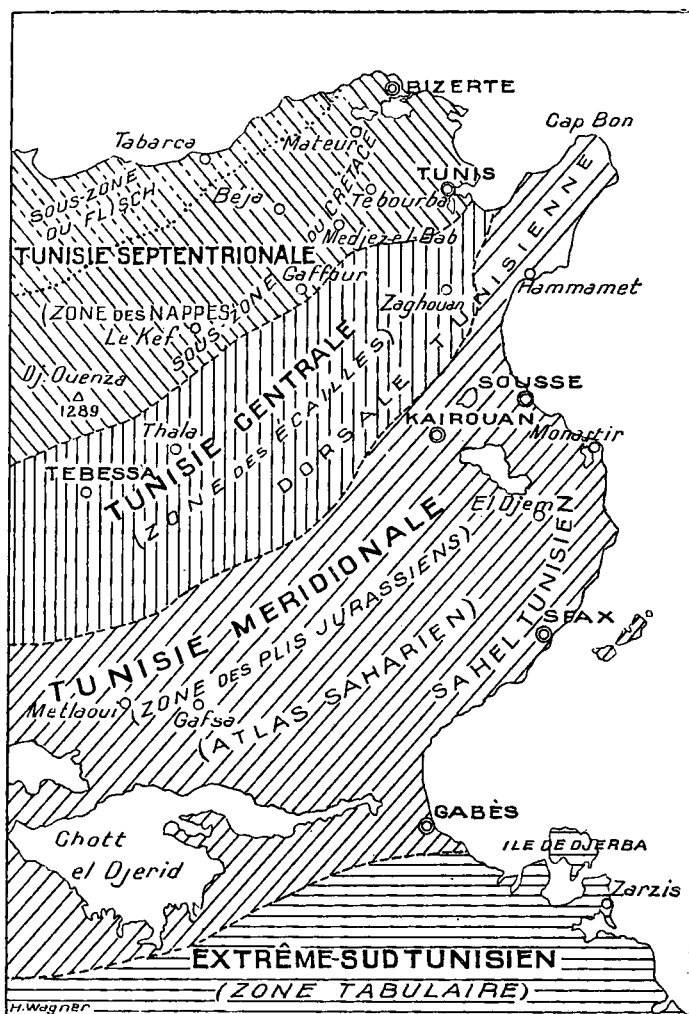 BIZERTE
Cap Bon
Tabarca
Mateur
TUNIS
SOUS-ZONE
DU FLISCH
Beja
Tebourba
SOUS-ZONE DU CRETACE
Medjez el Bab
TUNISIE SEPTENTRIONALE
(ZONE DES NAPPES)
Gaffour
Zaghouan
Hammamet
Le Kef
Dj. Ouenza
1289
DORSALE TUNISIENNE
SOUSSE
KAIROUAN
Monastir
Thala
TEBESSA
TUNISIE CENTRALE
(ZONE DES ÉCAILLES)
El Djem
SFAX
SAHEL TUNISIEN
TUNISIE MERIDIONALE
(ZONE DES PLIS JURASSIENS)
(ATLAS SAHARIEN)
Metlaoui
Gafsa
GABÈS
Chott
el Djerid
ILE DE DJERBA
Zarzis
EXTRÊME-SUD TUNISIEN
(ZONE TABULAIRE)
H. Wagner